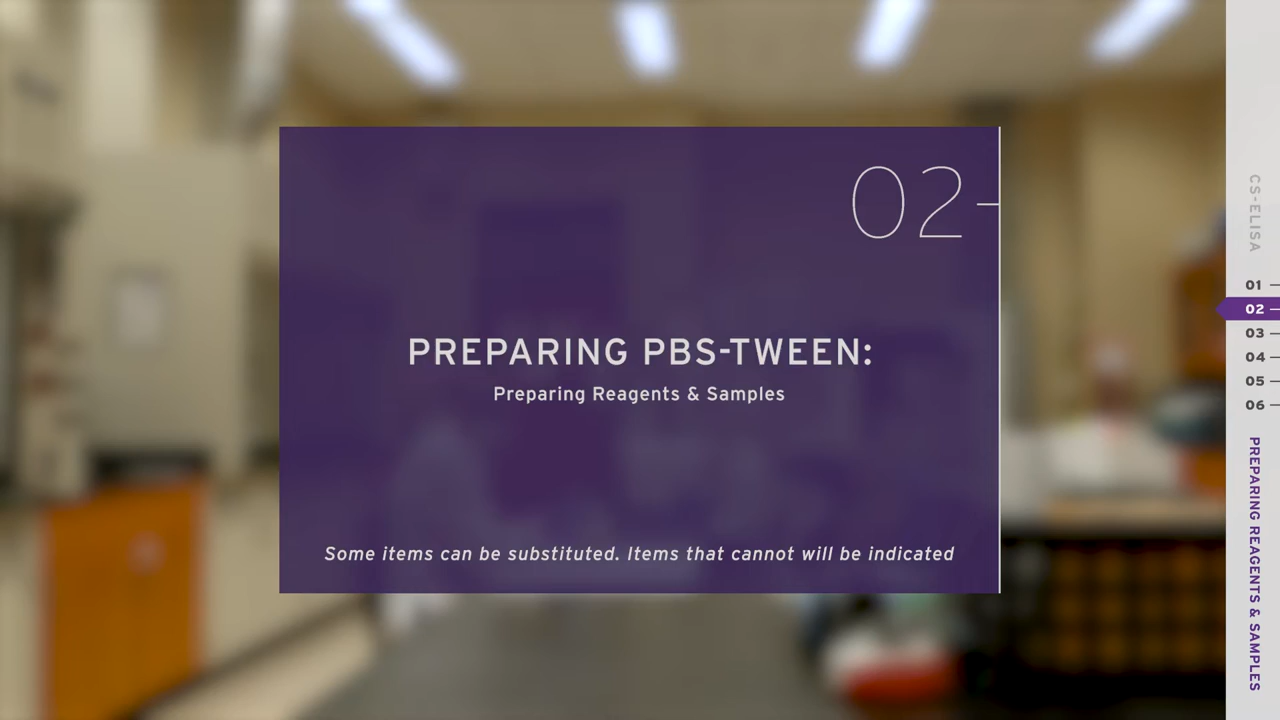 02
PREPARING PBS-TWEEN:
Preparing Reagents & Samples
Some items can be substituted. Items that cannot will be indicated
CS-ELISA
01
02
03
04
05
06
PREPARING REAGENTS & SAMPLES